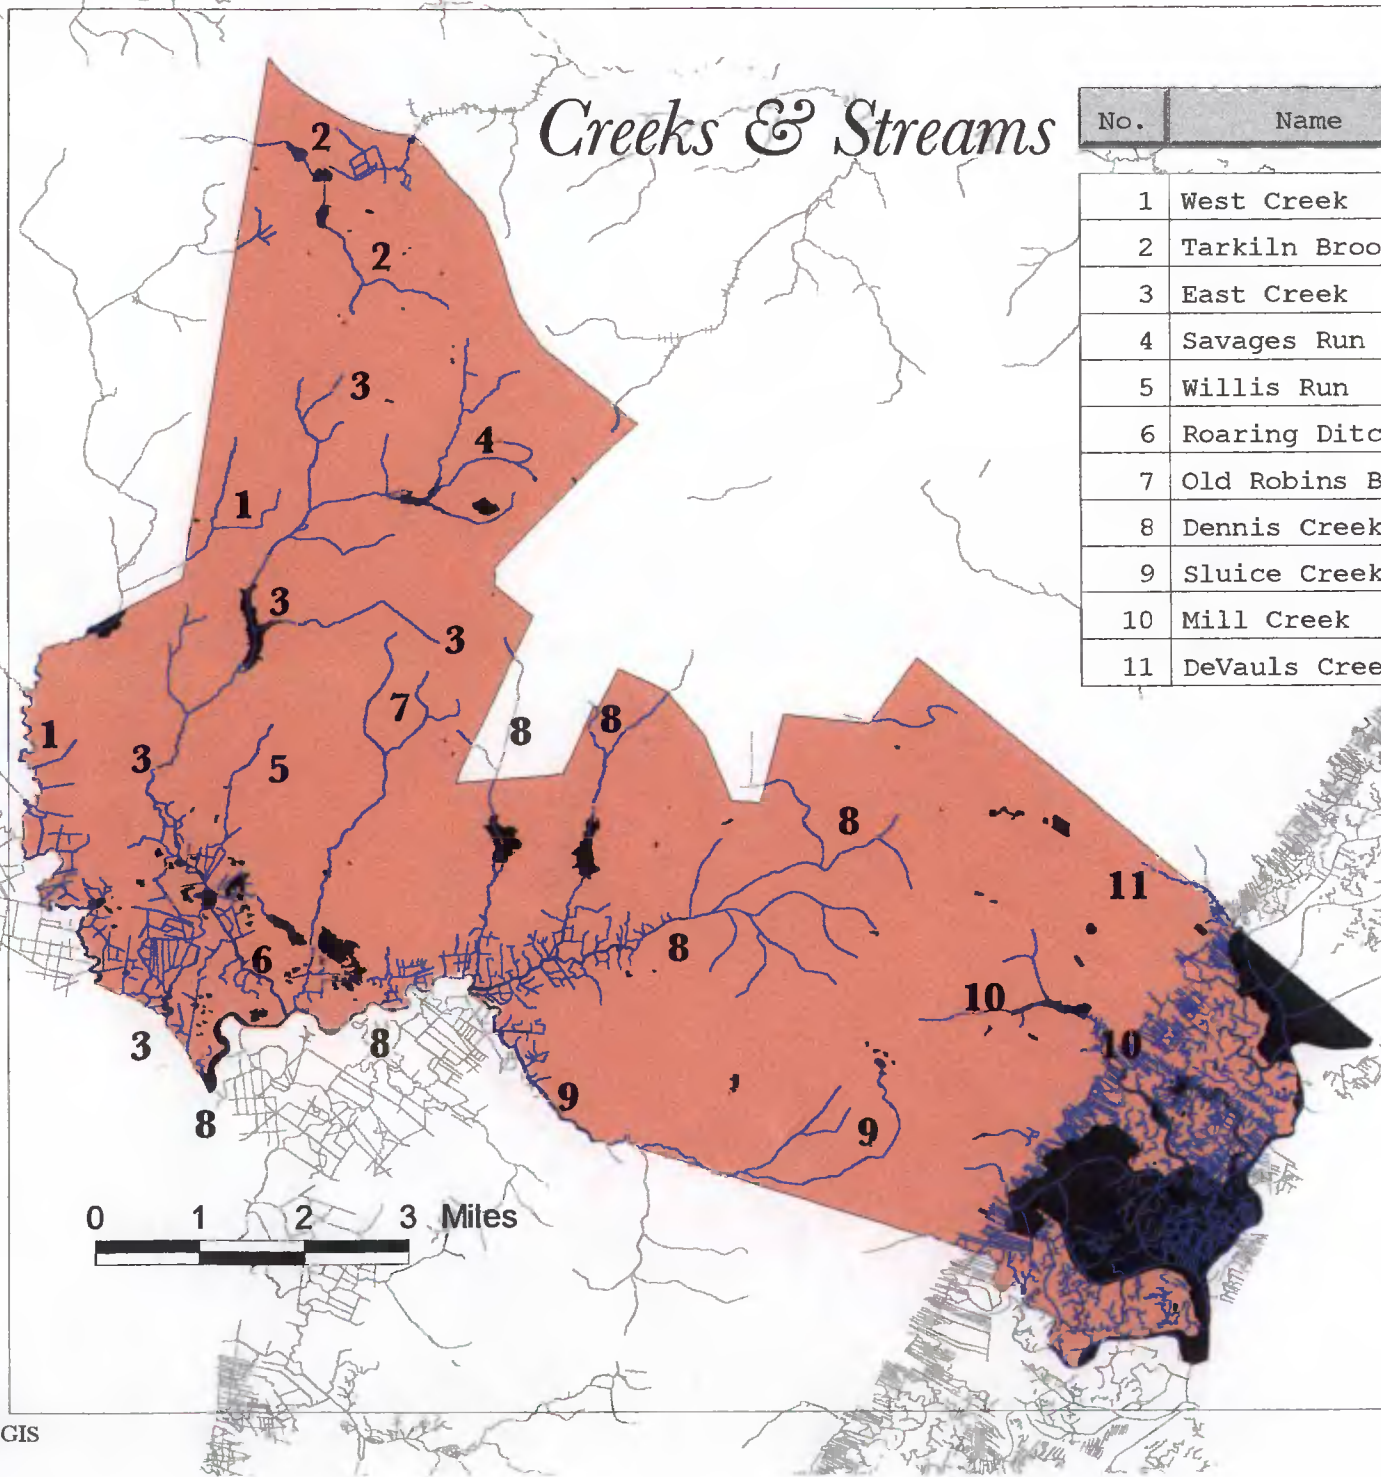 Creeks & Streams
No. Name
1 West Creek
2 Tarkiln Broo
3 East Creek
4 Savages Run
5 Willis Run
6 Roaring Ditc
7 Old Robins B
8 Dennis Creek
9 Sluice Creek
10 Mill Creek
11 DeVauls Cree
2
2
3
4
1
3
3
7
8
8
1
3
5
8
11
8
6
10
3
8
10
9
9
8
0 1 2 3 Miles
GIS